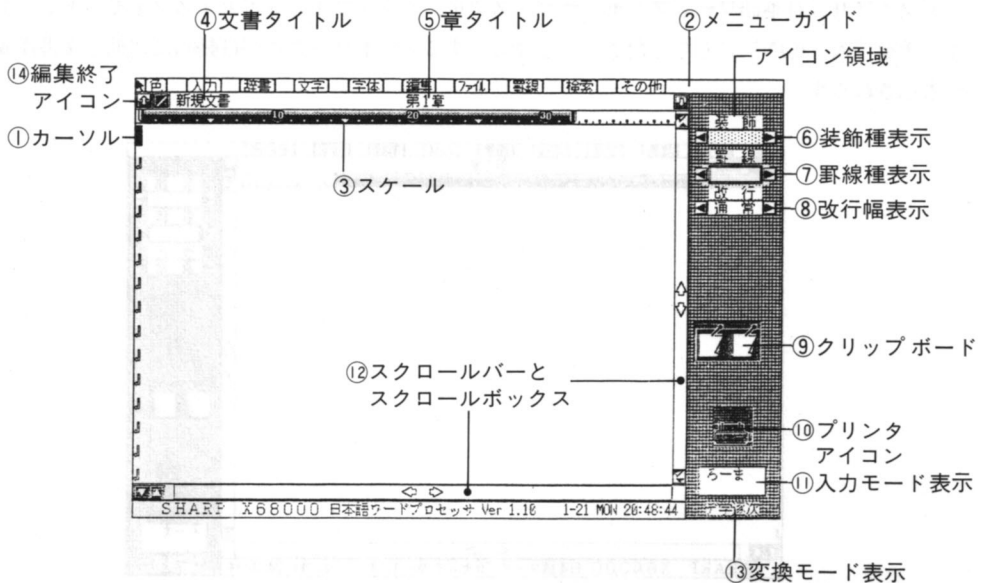 ④文書タイトル
⑤章タイトル
②メニューガイド
アイコン領域
⑭編集終了
アイコン
①カーソル
色 入力 辞書 文字 字体 編集 ファイル 罫線 検索 その他
新規文書 第1章
10 20 30
③スケール
装飾
⑥装飾種表示
罫線
⑦罫線種表示
改行
通常
⑧改行幅表示
⑨クリップボード
⑫スクロールバーと
スクロールボックス
⑩プリンタ
アイコン
ろーま
⑪入力モード表示
SHARP X68000 日本語ワードプロセッサ Ver 1.10 1-21 MON 20:48:44
⑬変換モード表示